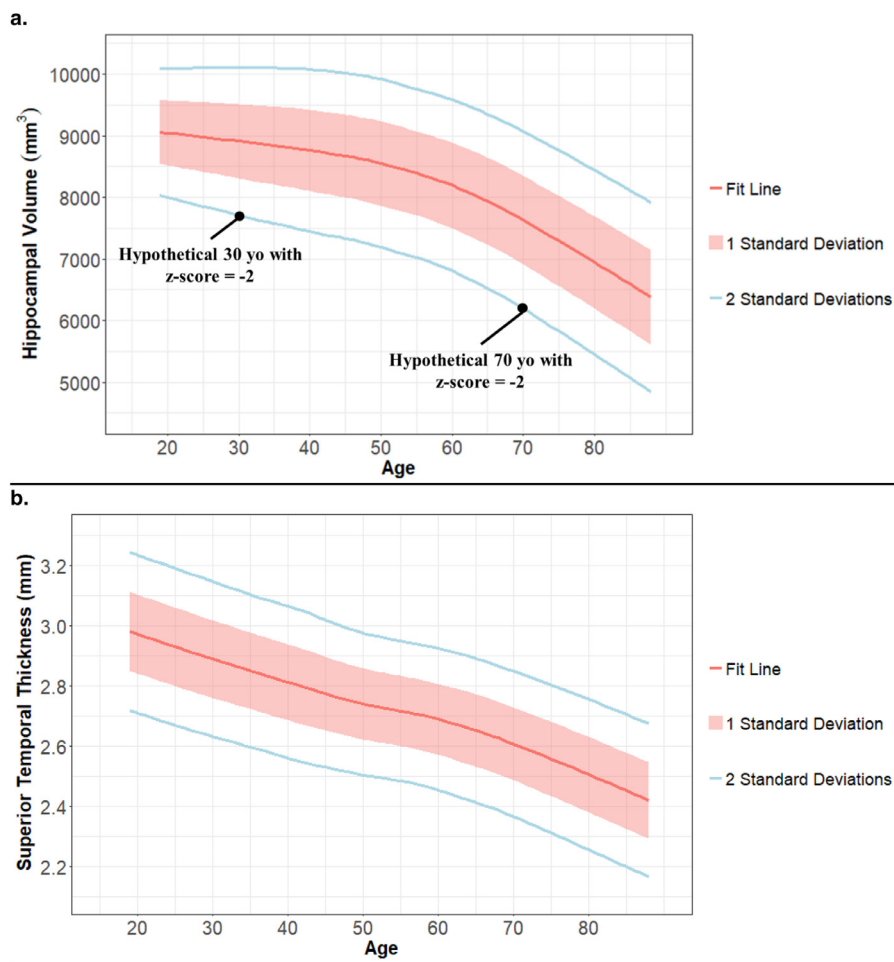 a.
Hippocampal Volume (mm³)
10000
9000
8000
7000
6000
5000
Hypothetical 30 yo with
z-score = -2
Hypothetical 70 yo with
z-score = -2
20 30 40 50 60 70 80
Age
Fit Line
1 Standard Deviation
2 Standard Deviations
b.
Superior Temporal Thickness (mm)
3.2
3.0
2.8
2.6
2.4
2.2
20 30 40 50 60 70 80
Age
Fit Line
1 Standard Deviation
2 Standard Deviations